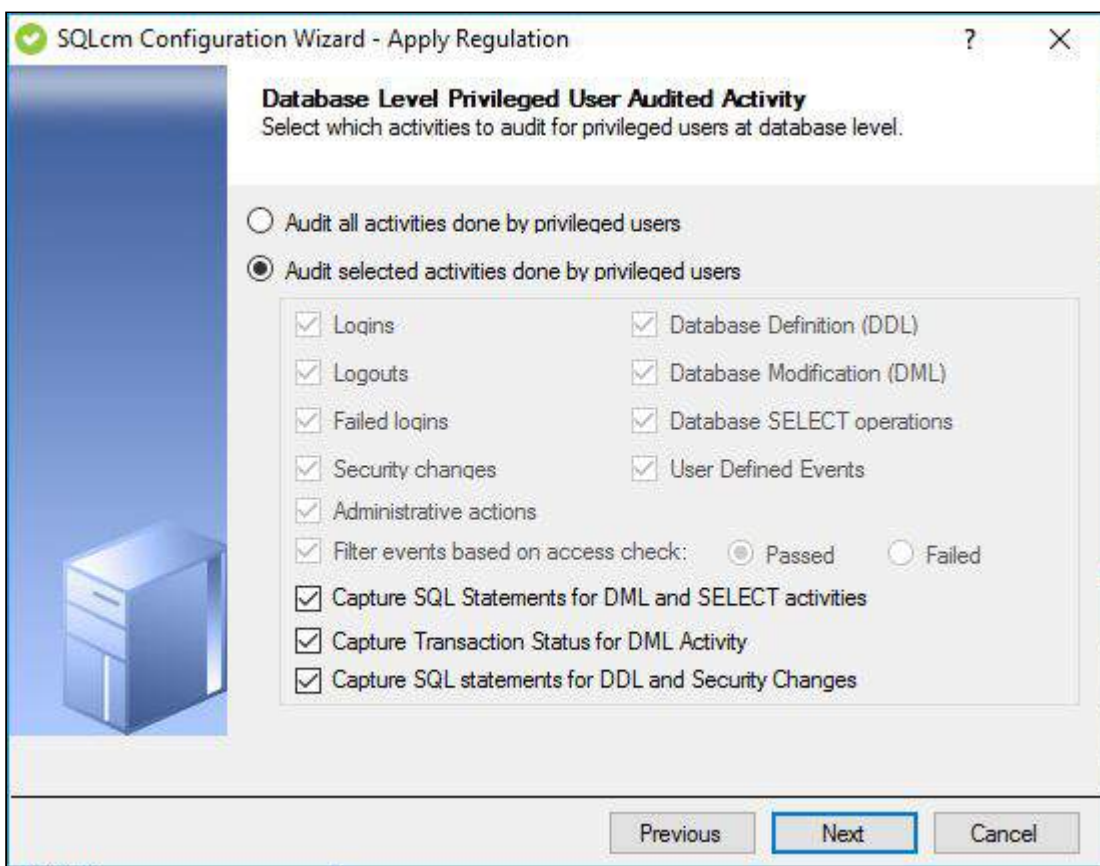 SQLcm Configuration Wizard - Apply Regulation ?
Database Level Privileged User Audited Activity
Select which activities to audit for privileged users at database level.
Audit all activities done by privileged users
Audit selected activities done by privileged users
Logins Database Definition (DDL)
Logouts Database Modification (DML)
Failed logins Database SELECT operations
Security changes User Defined Events
Administrative actions
Filter events based on access check: Passed Failed
Capture SQL Statements for DML and SELECT activities
Capture Transaction Status for DML Activity
Capture SQL statements for DDL and Security Changes
Previous Next Cancel